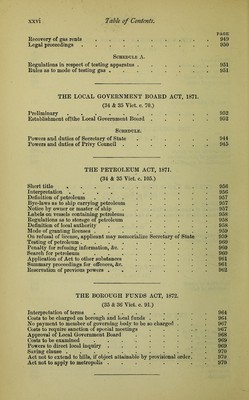 xxvi Table of Contents.
PAGE
Recovery of gas rents . . . . . . . . 949
Legal proceedings . . . . . . . . . 950
SCHEDULE A.
Regulations in respect of testing apparatus . . . . . . 951
Rules as to mode of testing gas . . . . . . . . 951
THE LOCAL GOVERNMENT BOARD ACT, 1871.
(34 & 35 Vict. c. 70.)
Preliminary . . . . . . . . . . 952
Establishment of the Local Government Board . . . . . 953
SCHEDULE.
Powers and duties of Secretary of State . . . . . . 944
Powers and duties of Privy Council . . . . . . . 945
THE PETROLEUM ACT, 1871.
(34 & 35 Vict. c. 105.)
Short title . . . . . . . . . . 956
Interpretation . . . . . . . . . . 956
Definition of petroleum . . . . . . . . 957
Bye-laws as to ship carrying petroleum . . . . . . 957
Notice by owner or master of ship . . . . . . . 957
Labels on vessels containing petroleum . . . . . . 958
Regulations as to storage of petroleum . . . . . . 958
Definition of local authority . . . . . . . 958
Mode of granting licenses . . . . . . . . 959
On refusal of license, applicant may memorialize Secretary of State 959
Testing of petroleum . . . . . . . . . 960
Penalty for refusing information, &c. . . . . . . 960
Search for petroleum . . . . . . . . . 960
Application of Act to other substances . . . . . . 961
Summary proceedings for offences, &c. . . . . . . 961
Reservation of previous powers . . . . . . . . 962
THE BOROUGH FUNDS ACT, 1872.
(35 & 36 Vict. c. 91.)
Interpretation of terms . . . . . . . . 964
Costs to be charged on borough and local funds . . . . 964
No payment to member of governing body to be so charged . . 967
Costs to require sanction of special meetings . . . . . 967
Approval of Local Government Board . . . . . . 968
Costs to be examined . . . . . . . . . 969
Powers to direct local inquiry . . . . . . . . 969
Saving clause . . . . . . . . . . 970
Act not to extend to bills, if object attainable by provisional order. 970
Act not to apply to metropolis . . . . . . . . 970